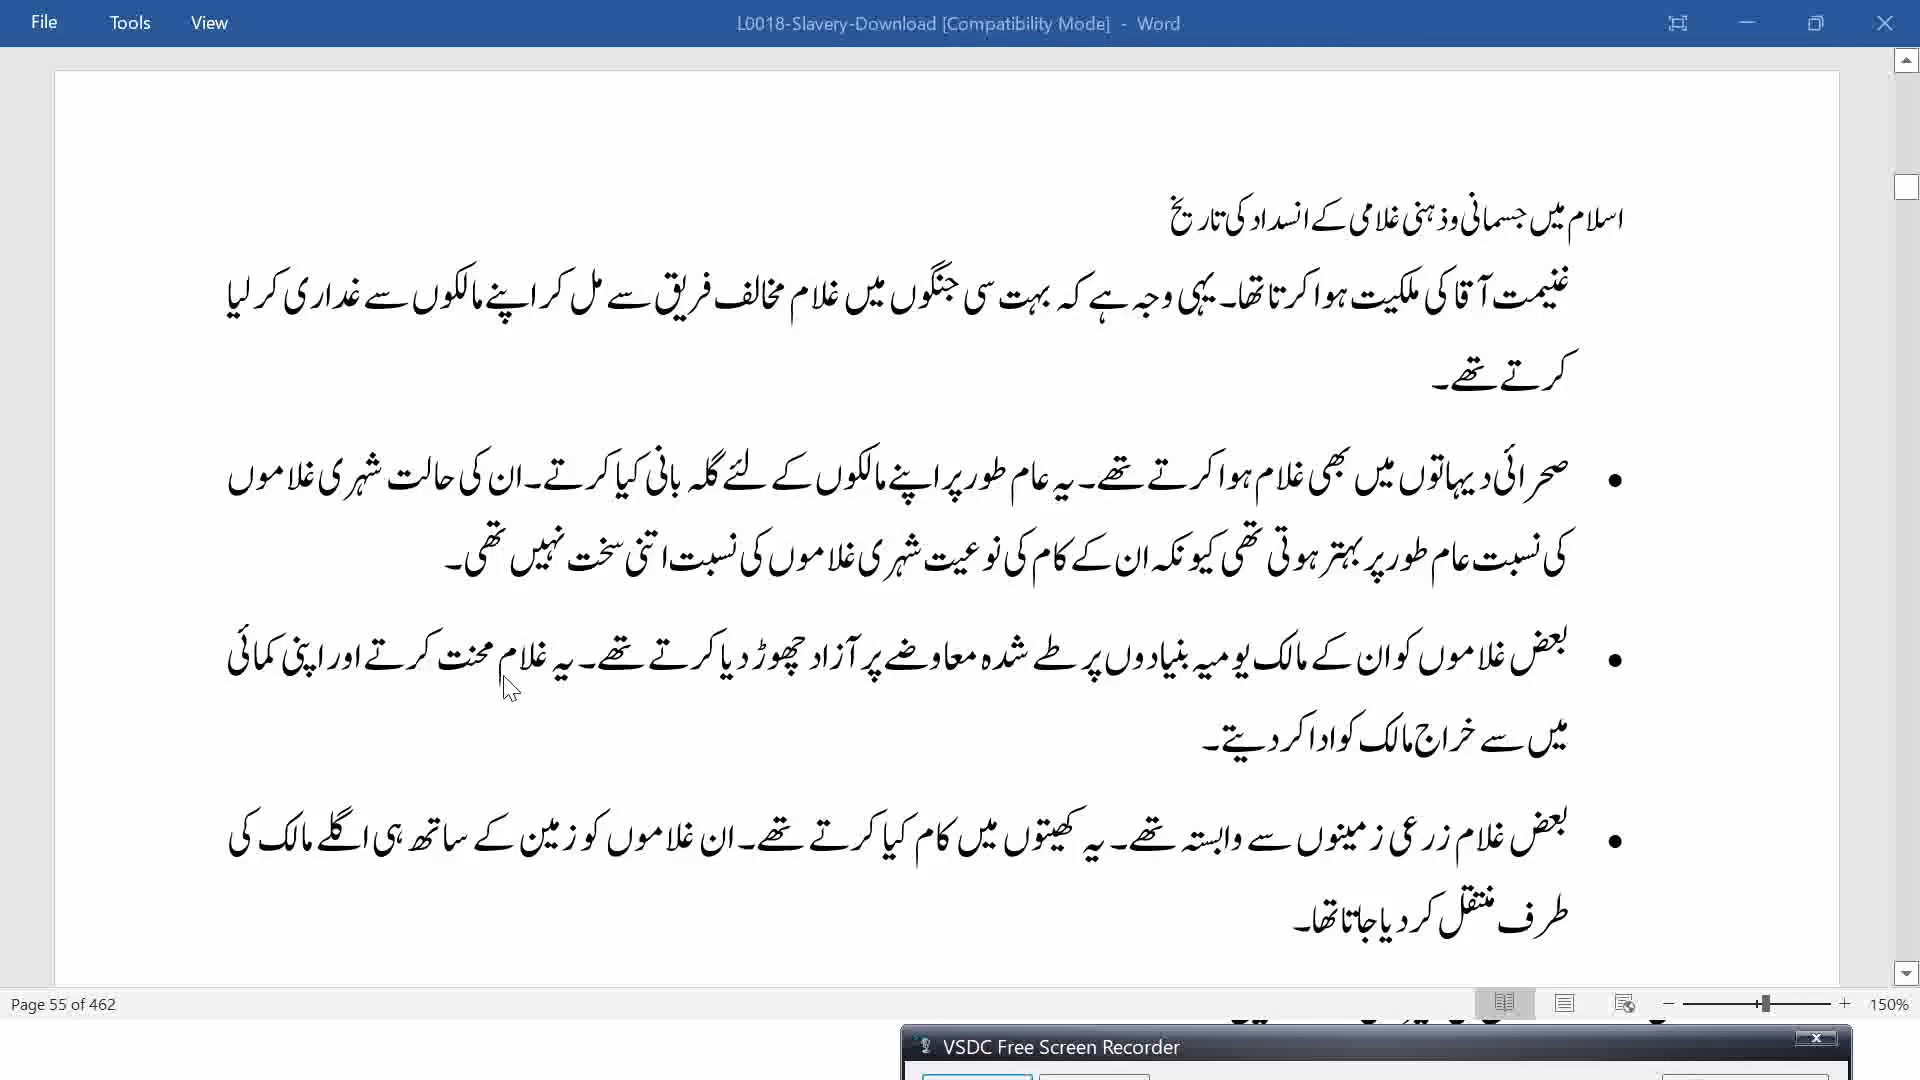 File Tools View L0018-Slavery-Download [Compatibility Mode] - Word
اسلام میں جسمانی و ذہنی غلامی کے انسداد کی تاریخ
غنیمت آقا کی ملکیت ہوا کرتا تھا۔ یہی وجہ ہے کہ بہت سی جنگوں میں غلام مخالف فریق سے مل کر اپنے مالکوں سے غداری کر لیا
کرتے تھے۔
• صحرائی دیہاتوں میں بھی غلام ہوا کرتے تھے۔ یہ عام طور پر اپنے مالکوں کے لئے گلہ بانی کیا کرتے۔ ان کی حالت شہری غلاموں
کی نسبت عام طور پر بہتر ہوتی تھی کیونکہ ان کے کام کی نوعیت شہری غلاموں کی نسبت اتنی سخت نہیں تھی۔
• بعض غلاموں کو ان کے مالک یومیہ بنیادوں پر طے شدہ معاوضے پر آزاد چھوڑ دیا کرتے تھے۔ یہ غلام محنت کرتے اور اپنی کمائی
میں سے خراج مالک کو ادا کر دیتے۔
• بعض غلام زرعی زمینوں سے وابستہ تھے۔ یہ کھیتوں میں کام کیا کرتے تھے۔ ان غلاموں کو زمین کے ساتھ ہی اگلے مالک کی
طرف منتقل کر دیا جاتا تھا۔
Page 55 of 462 150%
VSDC Free Screen Recorder